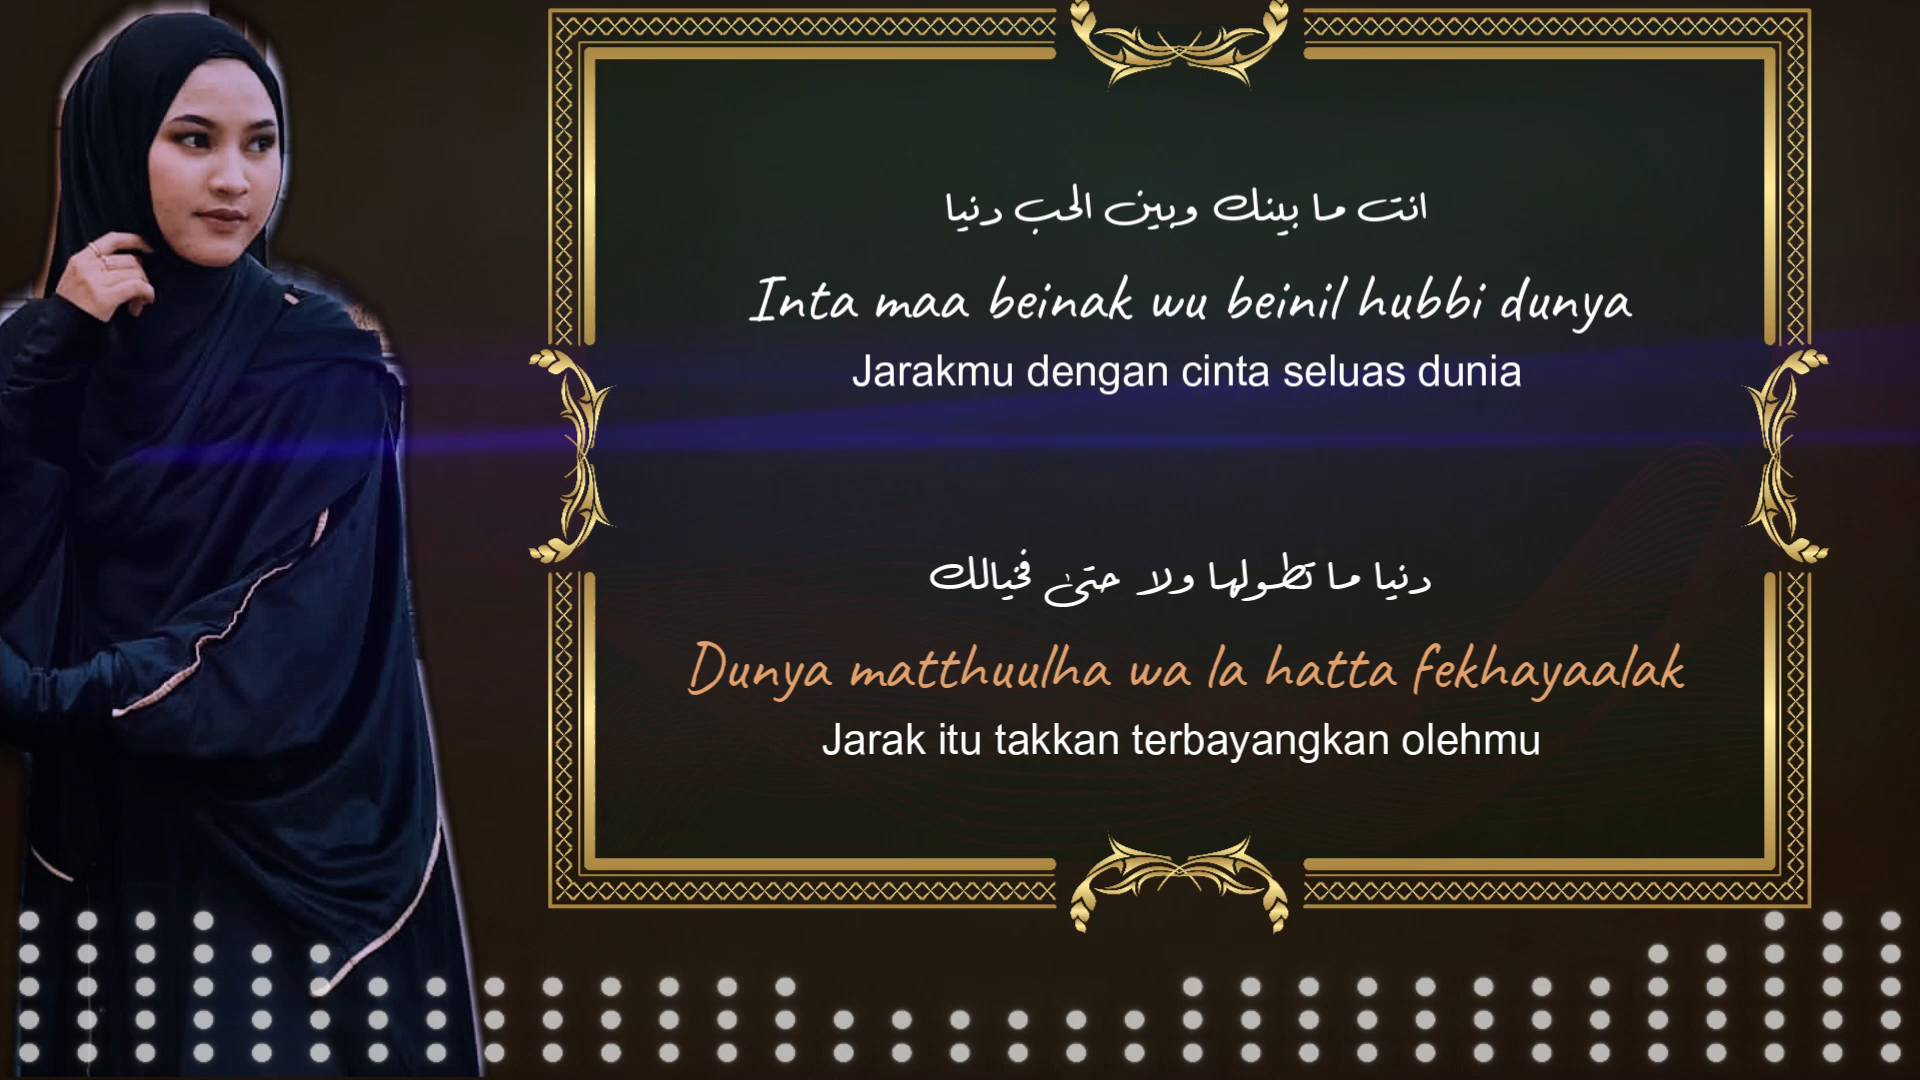 انت ما بينك وبين الحب دنيا
Inta maa beinak wu beinil hubbi dunya
Jarakmu dengan cinta seluas dunia
دنيا ما تطولها ولا حتىٰ فخيالك
Dunya matthuulha wa la hatta fekhayaalak
Jarak itu takkan terbayangkan olehmu